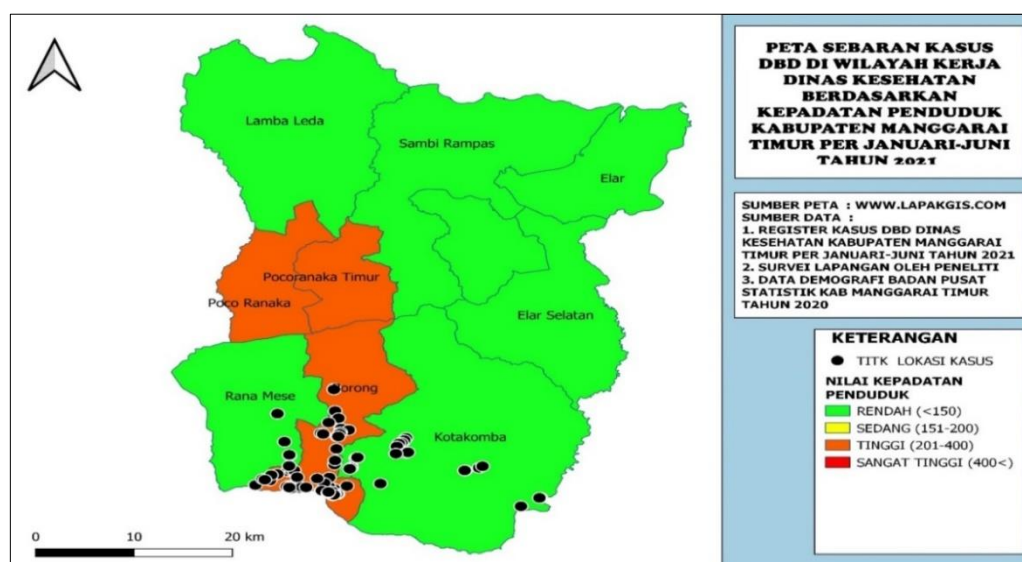 PETA SEBARAN KASUS
DBD DI WILAYAH KERJA
DINAS KESEHATAN
BERDASARKAN
KEPADATAN PENDUDUK
KABUPATEN MANGGARAI
TIMUR PER JANUARI-JUNI
TAHUN 2021
SUMBER PETA : WWW.LAPAKGIS.COM
SUMBER DATA :
1. REGISTER KASUS DBD DINAS
KESEHATAN KABUPATEN MANGGARAI
TIMUR PER JANUARI-JUNI TAHUN 2021
2. SURVEI LAPANGAN OLEH PENELITI
3. DATA DEMOGRAFI BADAN PUSAT
STATISTIK KAB MANGGARAI TIMUR
TAHUN 2020
KETERANGAN
TITK LOKASI KASUS
NILAI KEPADATAN
PENDUDUK
RENDAH (<150)
SEDANG (151-200)
TINGGI (201-400)
SANGAT TINGGI (400<)
Lamba Leda
Sambi Rampas
Elar
Pocoranaka Timur
Poco Ranaka
Elar Selatan
Rana Mese
Kotakomba
0 10 20 km